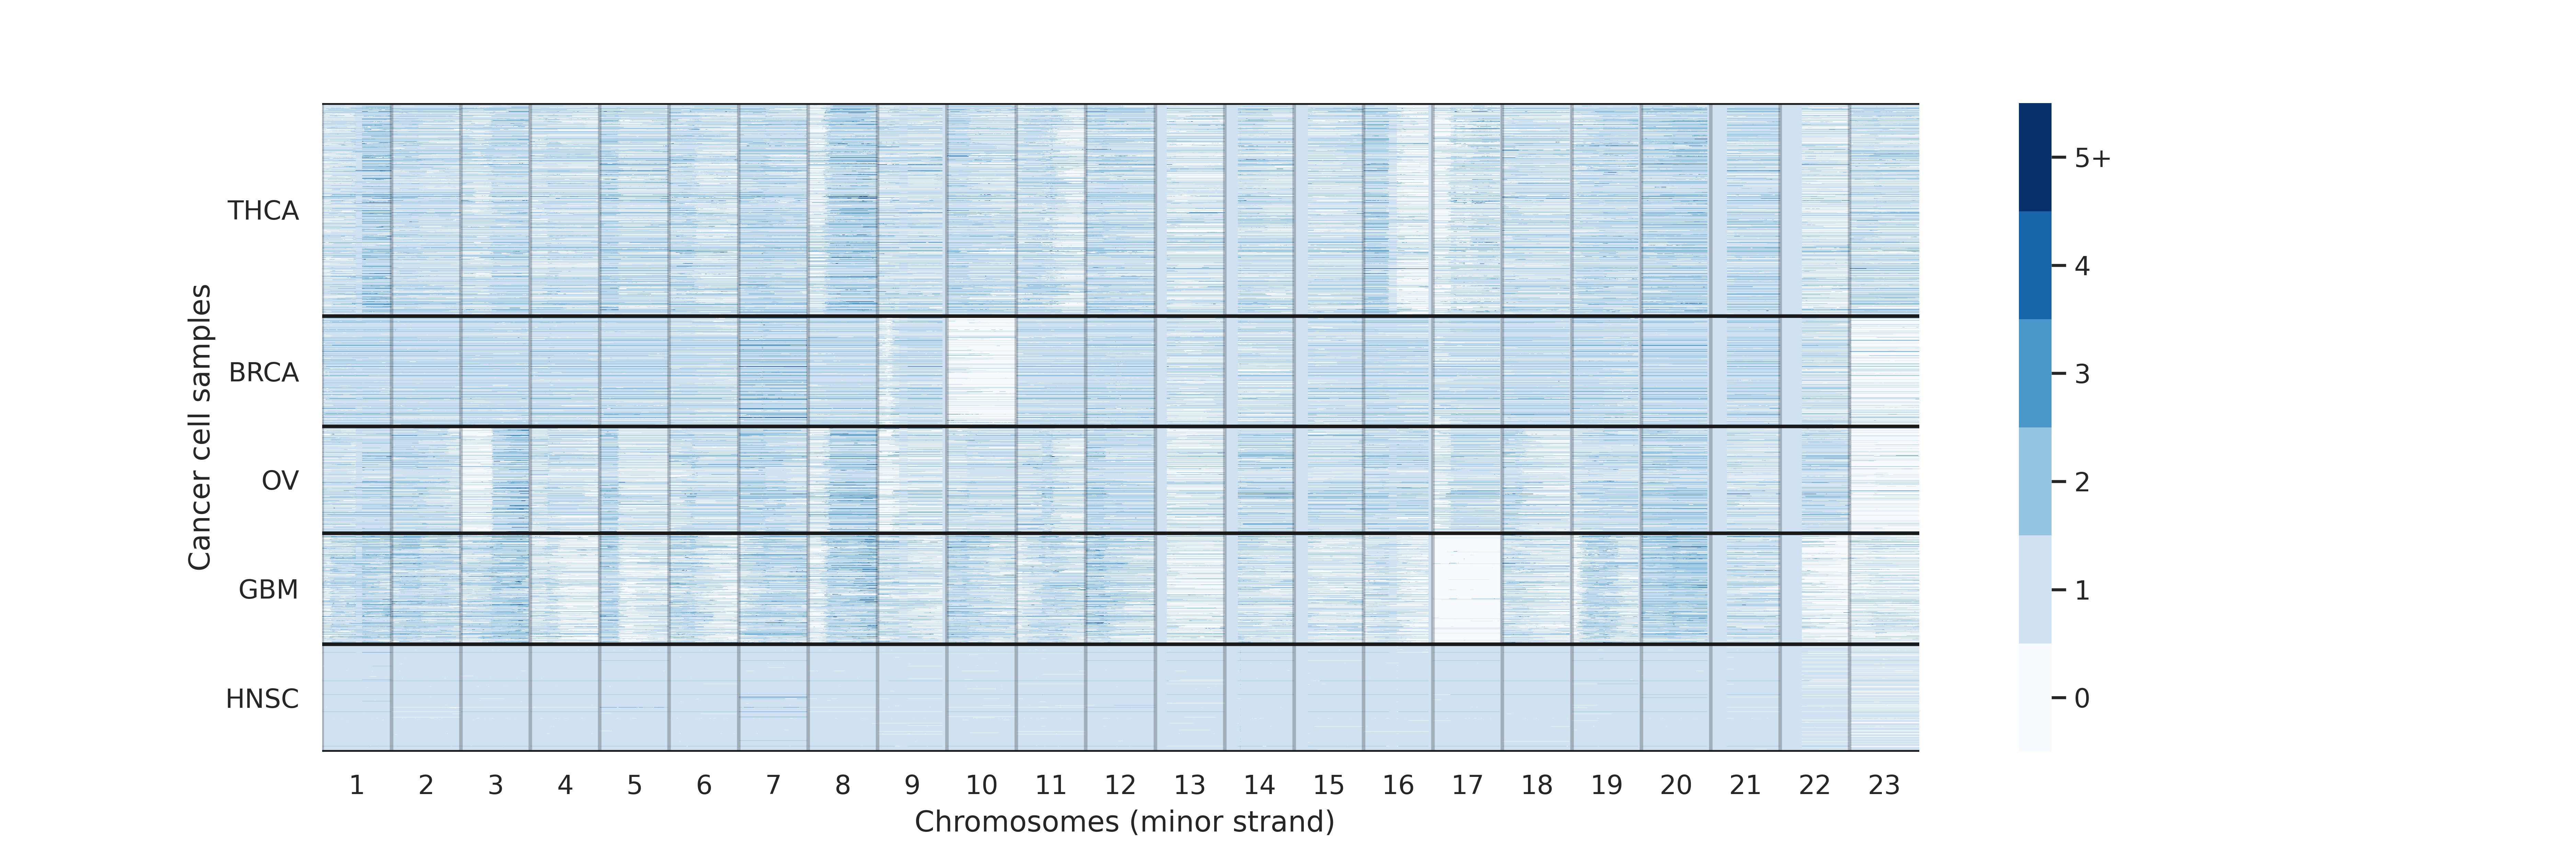 Cancer cell samples
THCA
BRCA
OV
GBM
HNSC
1 2 3 4 5 6 7 8 9 10 11 12 13 14 15 16 17 18 19 20 21 22 23
Chromosomes (minor strand)
5+
4
3
2
1
0